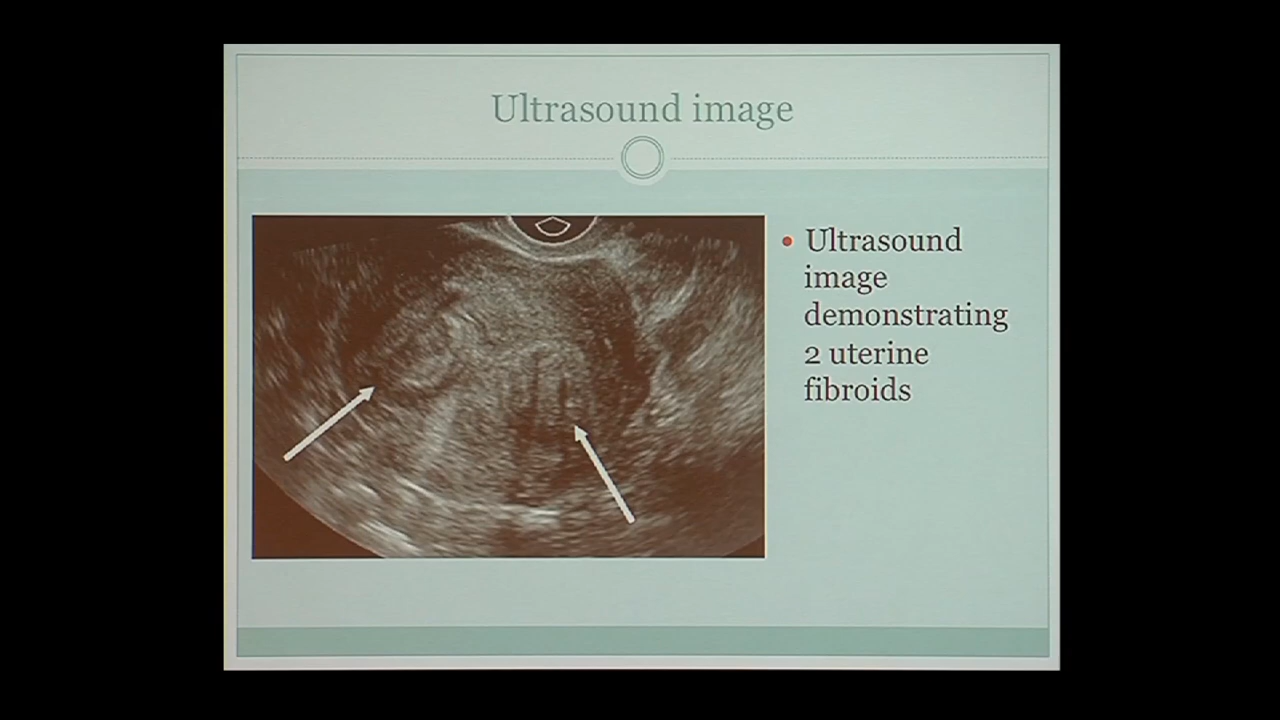 Ultrasound image
Ultrasound
image
demonstrating
2 uterine
fibroids